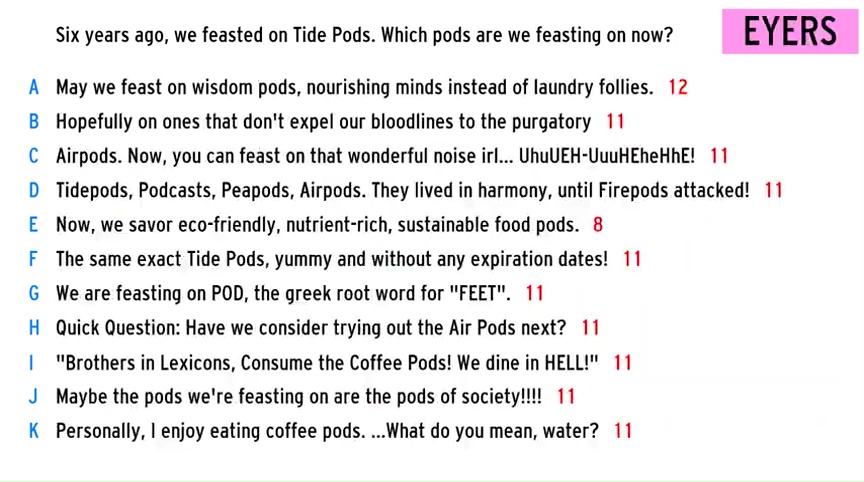 Six years ago, we feasted on Tide Pods. Which pods are we feasting on now?
EYERS
A May we feast on wisdom pods, nourishing minds instead of laundry follies. 12
B Hopefully on ones that don't expel our bloodlines to the purgatory 11
C Airpods. Now, you can feast on that wonderful noise irl... UhuUEH-UuuHEheHhE! 11
D Tidepods, Podcasts, Peapods, Airpods. They lived in harmony, until Firepods attacked! 11
E Now, we savor eco-friendly, nutrient-rich, sustainable food pods. 8
F The same exact Tide Pods, yummy and without any expiration dates! 11
G We are feasting on POD, the greek root word for "FEET". 11
H Quick Question: Have we consider trying out the Air Pods next? 11
I "Brothers in Lexicons, Consume the Coffee Pods! We dine in HELL!" 11
J Maybe the pods we're feasting on are the pods of society!!!! 11
K Personally, I enjoy eating coffee pods. ...What do you mean, water? 11